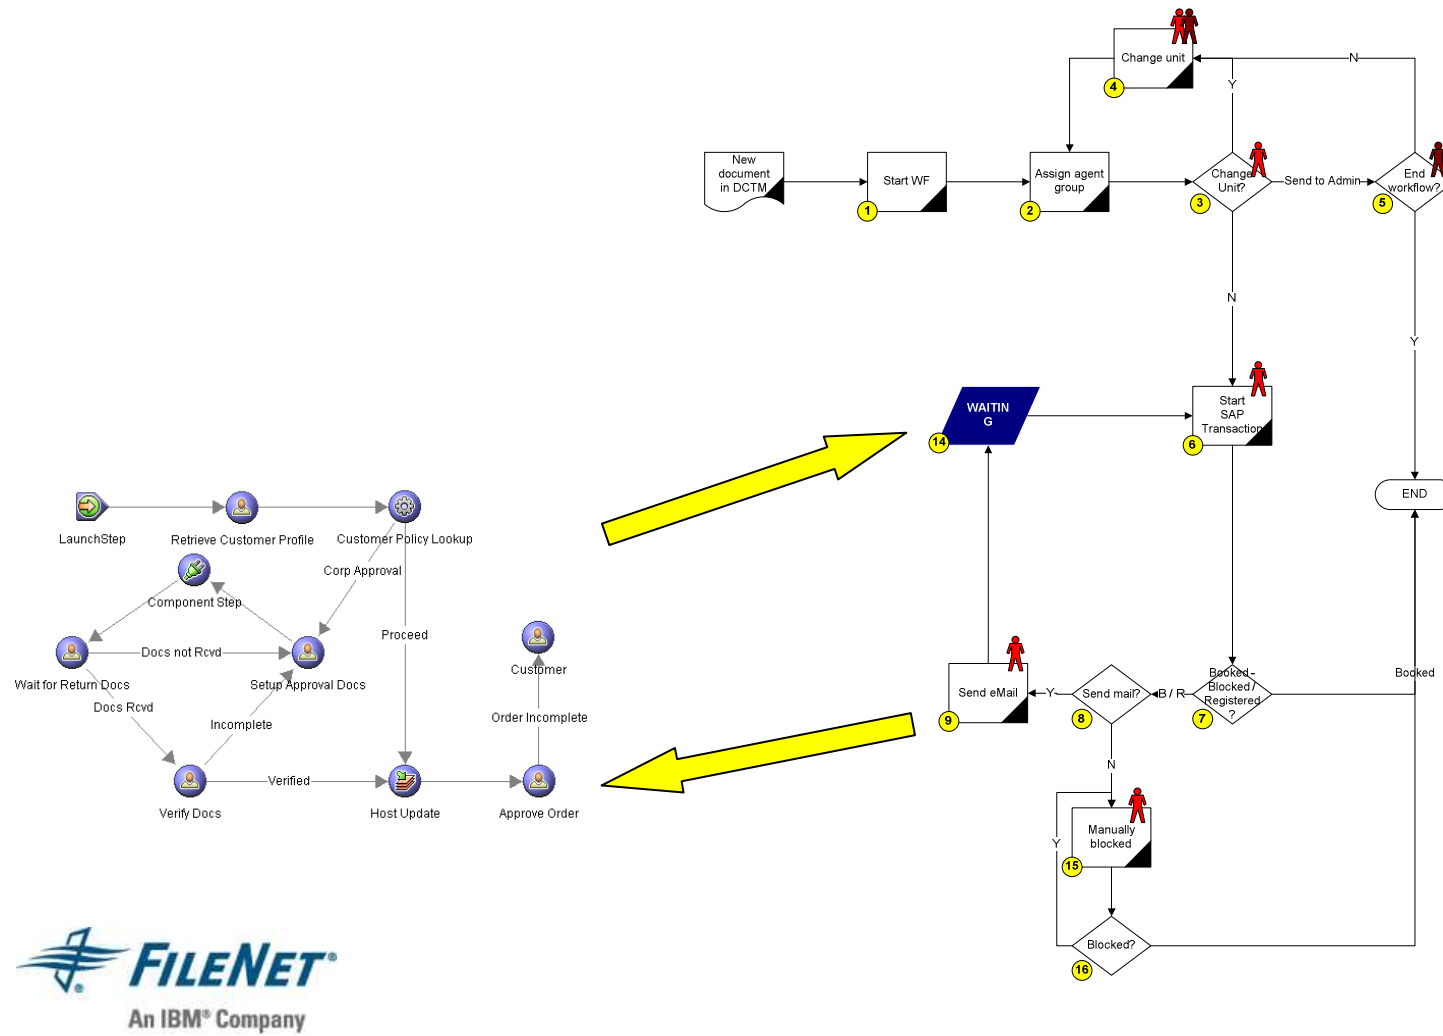 Change unit
4
N
Y
New
document
in DCTM
Start WF
1
Assign agent
group
2
Change
Unit?
3
Send to Admin
End
workflow?
5
N
Y
WAITIN
G
14
Start
SAP
Transaction
6
END
LaunchStep
Retrieve Customer Profile
Customer Policy Lookup
Corp Approval
Component Step
Proceed
Docs not Rcvd
Wait for Return Docs
Setup Approval Docs
Customer
Docs Rcvd
Incomplete
Order Incomplete
Verified
Verify Docs
Host Update
Approve Order
Send eMail
9
Y
Send mail?
8
B / R
Booked -
Blocked /
Registered
?
7
Booked
N
Manually
blocked
15
Y
Blocked?
16
FILENET®
An IBM® Company